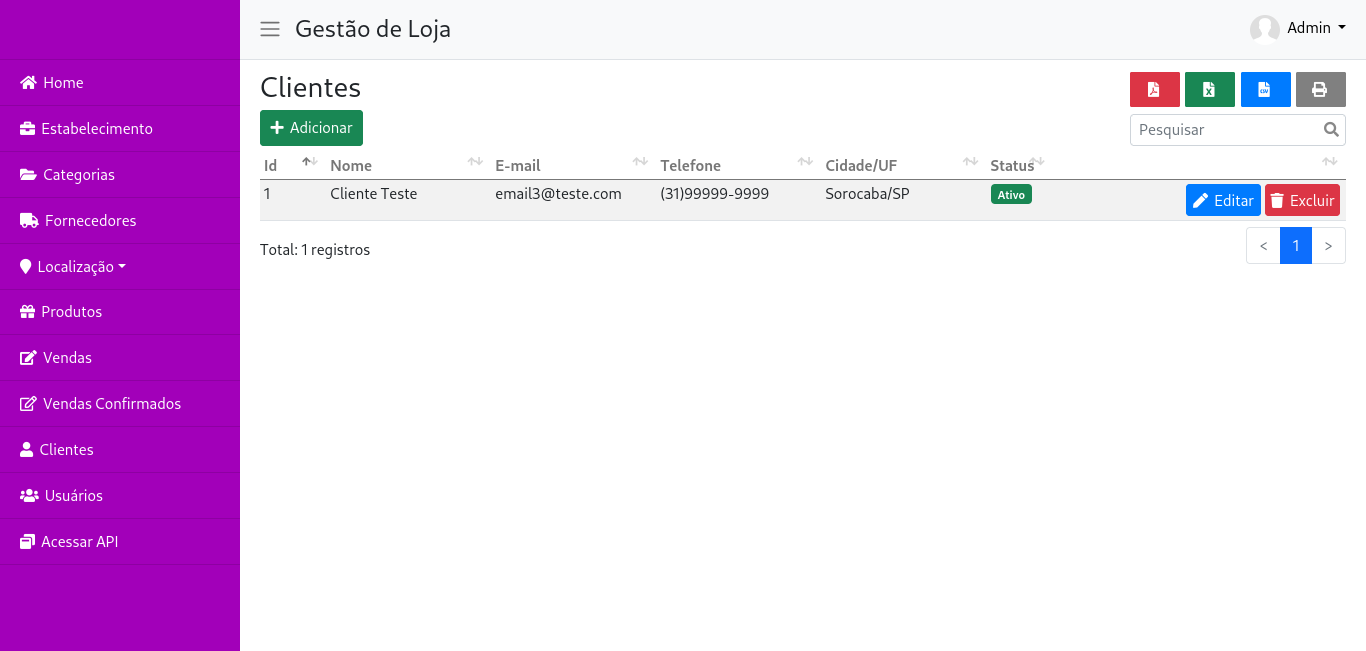 Gestão de Loja
Admin
Home
Estabelecimento
Categorias
Fornecedores
Localização
Produtos
Vendas
Vendas Confirmados
Clientes
Usuários
Acessar API
Clientes
Adicionar
Pesquisar
Id Nome E-mail Telefone Cidade/UF Status
1 Cliente Teste email3@teste.com (31)99999-9999 Sorocaba/SP Ativo Editar Excluir
Total: 1 registros
< 1 >